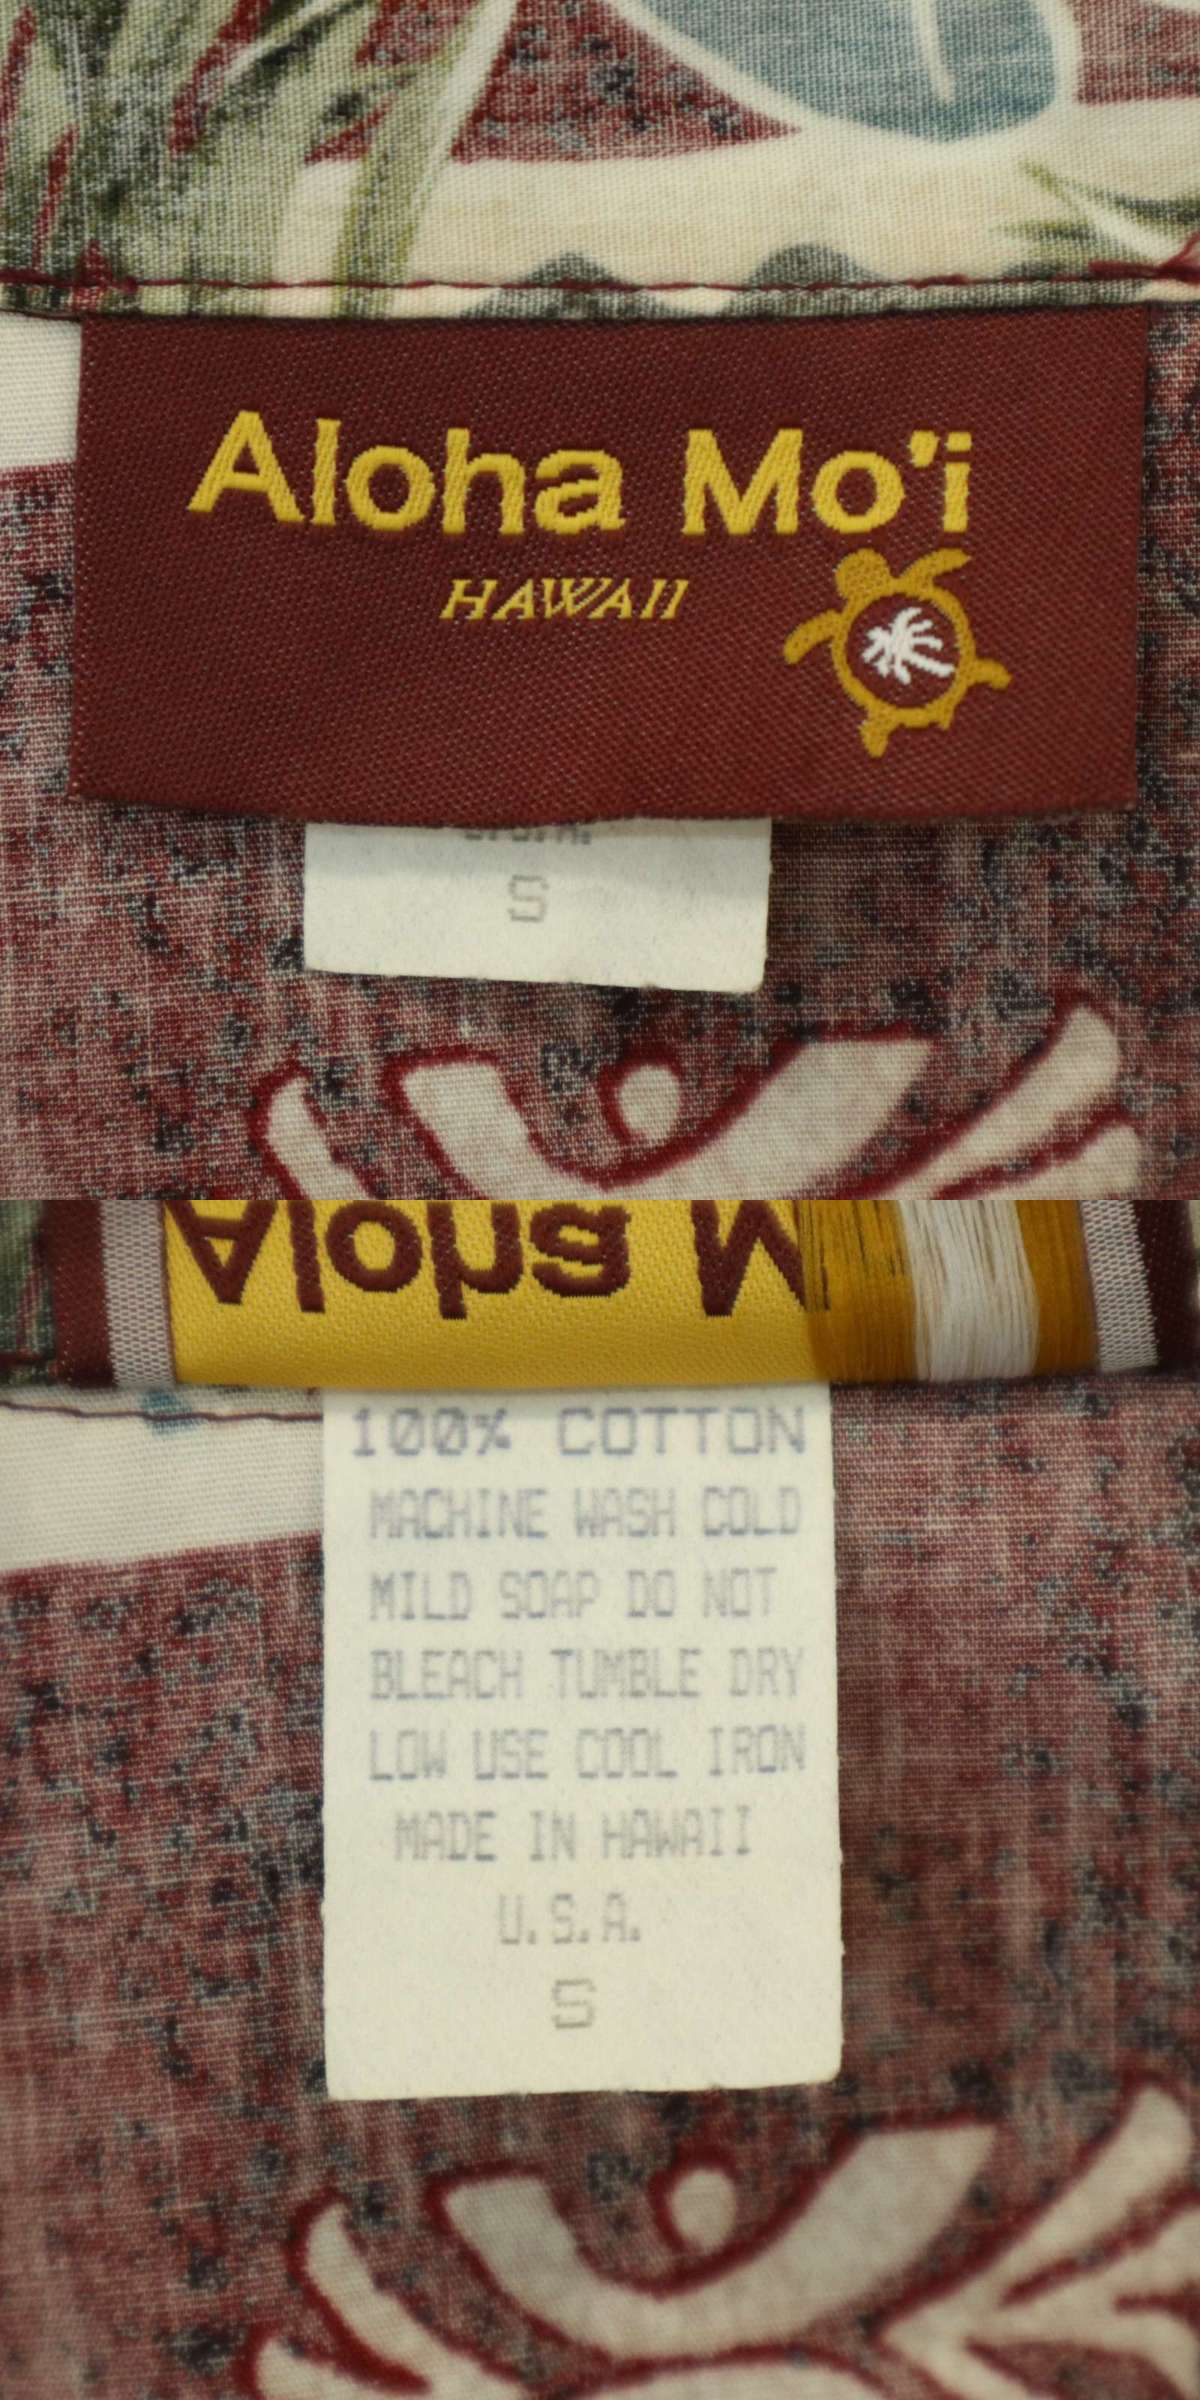 Aloha Mo'i
HAWAII
U.S.A.
S
Aloha M
100% COTTON
MACHINE WASH COLD
MILD SOAP DO NOT
BLEACH TUMBLE DRY
LOW USE COOL IRON
MADE IN HAWAII
U.S.A.
S